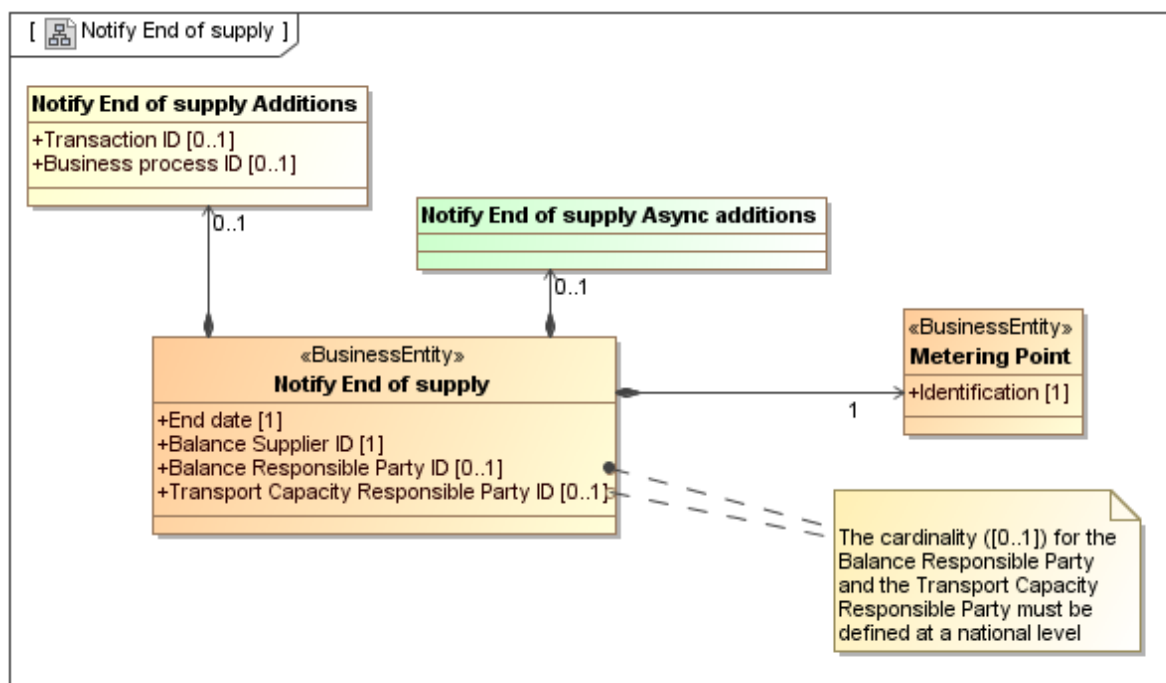 [ Notify End of supply ]
Notify End of supply Additions
+Transaction ID [0..1]
+Business process ID [0..1]
0..1
Notify End of supply Async additions
0..1
«BusinessEntity»
Notify End of supply
+End date [1]
+Balance Supplier ID [1]
+Balance Responsible Party ID [0..1]
+Transport Capacity Responsible Party ID [0..1]
1
«BusinessEntity»
Metering Point
+Identification [1]
The cardinality ([0..1]) for the
Balance Responsible Party
and the Transport Capacity
Responsible Party must be
defined at a national level